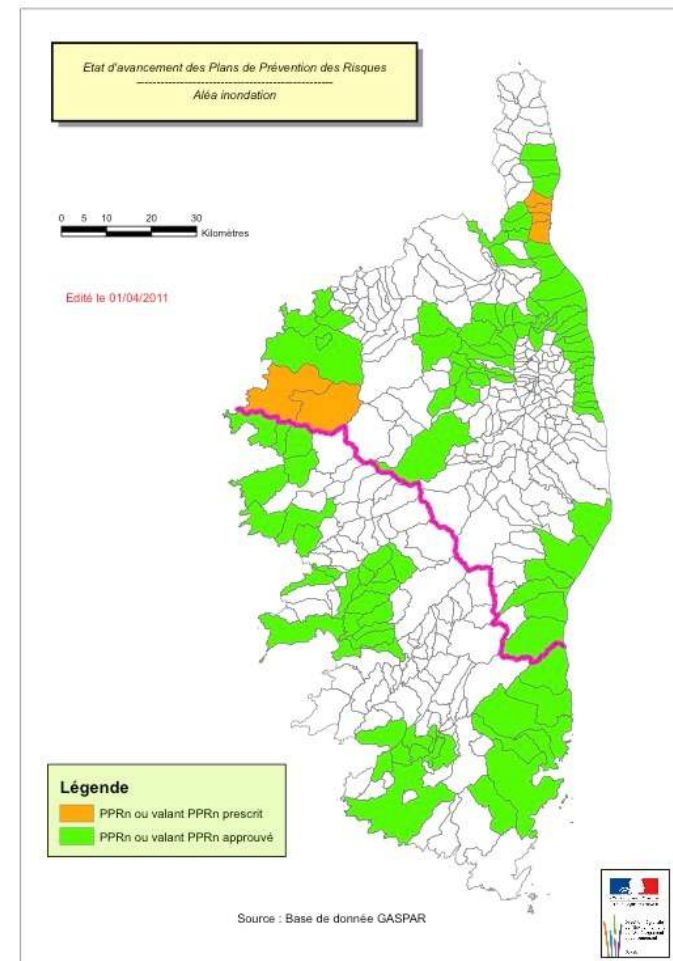 Etat d'avancement des Plans de Prévention des Risques
--------------------------------------------------
Aléa inondation
0 5 10 20 30
Kilomètres
Edité le 01/04/2011
Légende
PPRn ou valant PPRn prescrit
PPRn ou valant PPRn approuvé
Source : Base de donnée GASPAR